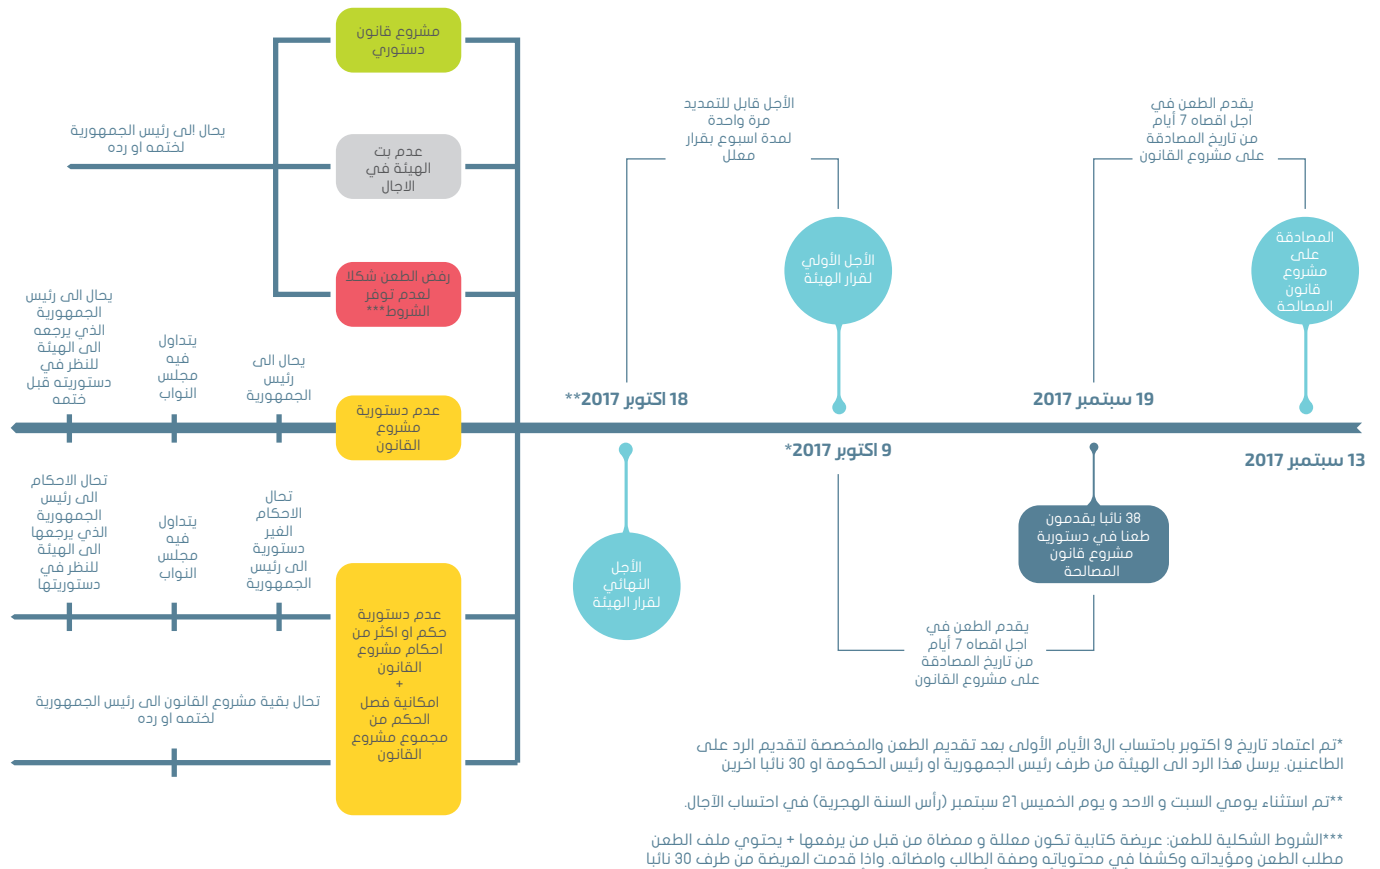 يقدم الطعن في
اجل اقصاه 7 أيام
من تاريخ المصادقة
على مشروع القانون
المصادقة
على
مشروع
قانون
المصالحة
13 سبتمبر 2017
19 سبتمبر 2017
38 نائبا يقدمون
طعنا في دستورية
مشروع قانون
المصالحة
يقدم الطعن في
اجل اقصاه 7 أيام
من تاريخ المصادقة
على مشروع القانون
الأجل قابل للتمديد
مرة واحدة
لمدة اسبوع بقرار
معلل
الأجل الأولي
لقرار الهيئة
9 اكتوبر 2017*
18 اكتوبر 2017**
الأجل
النهائي
لقرار الهيئة
مشروع قانون
دستوري
عدم بت
الهيئة في
الاجال
رفض الطعن شكلا
لعدم توفر
الشروط***
يحال إلى رئيس الجمهورية
لختمه او رده
عدم دستورية
مشروع
القانون
يحال الى
رئيس
الجمهورية
يتداول
فيه
مجلس
النواب
يحال الى رئيس
الجمهورية
الذي يرجعه
الى الهيئة
للنظر في
دستوريته قبل
ختمه
عدم دستورية
حكم او اكثر من
احكام مشروع
القانون
+
امكانية فصل
الحكم من
مجموع مشروع
القانون
تحال
الاحكام
الغير
دستورية
الى رئيس
الجمهورية
يتداول
فيه
مجلس
النواب
تحال الاحكام
الى رئيس
الجمهورية
الذي يرجعها
الى الهيئة
للنظر في
دستوريتها
تحال بقية مشروع القانون الى رئيس الجمهورية
لختمه او رده
*تم اعتماد تاريخ 9 اكتوبر باحتساب ال3 الأيام الأولى بعد تقديم الطعن والمخصصة لتقديم الرد على
الطاعنين. يرسل هذا الرد الى الهيئة من طرف رئيس الجمهورية او رئيس الحكومة او 30 نائبا اخرين
**تم استثناء يومي السبت و الاحد و يوم الخميس 21 سبتمبر (رأس السنة الهجرية) في احتساب الآجال.
***الشروط الشكلية للطعن: عريضة كتابية تكون معللة و ممضاة من قبل من يرفعها + يحتوي ملف الطعن
مطلب الطعن ومؤيداته وكشفا في محتوياته وصفة الطالب وامضائه. واذا قدمت العريضة من طرف 30 نائبا